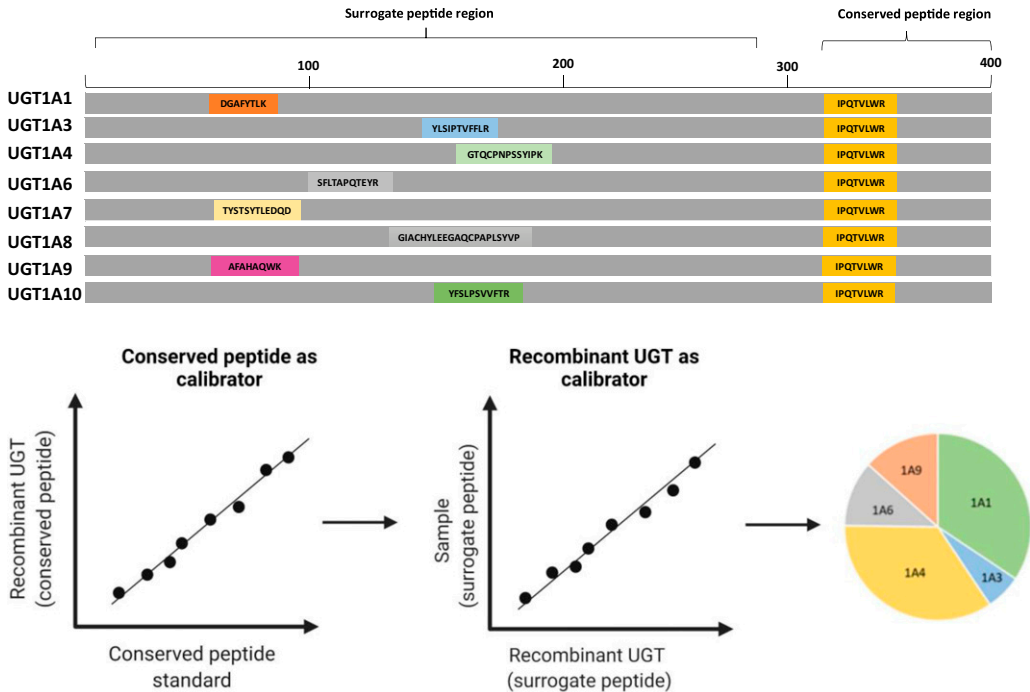 Surrogate peptide region
Conserved peptide region
100
200
300
400
UGT1A1
DGAFYTLK
IPQTVLWR
UGT1A3
YLSIPTVFFLR
IPQTVLWR
UGT1A4
GTQCPNPSSYIPK
IPQTVLWR
UGT1A6
SFLTAPQTEYR
IPQTVLWR
UGT1A7
TYSTSYTLEDQD
IPQTVLWR
UGT1A8
GIACHYLEEGAQCPAPLSYVP
IPQTVLWR
UGT1A9
AFAHAQWK
IPQTVLWR
UGT1A10
YFSLPSVVFTR
IPQTVLWR
Conserved peptide as
calibrator
Recombinant UGT
(conserved peptide)
Conserved peptide
standard
Recombinant UGT as
calibrator
Sample
(surrogate peptide)
Recombinant UGT
(surrogate peptide)
1A9
1A1
1A6
1A4
1A3